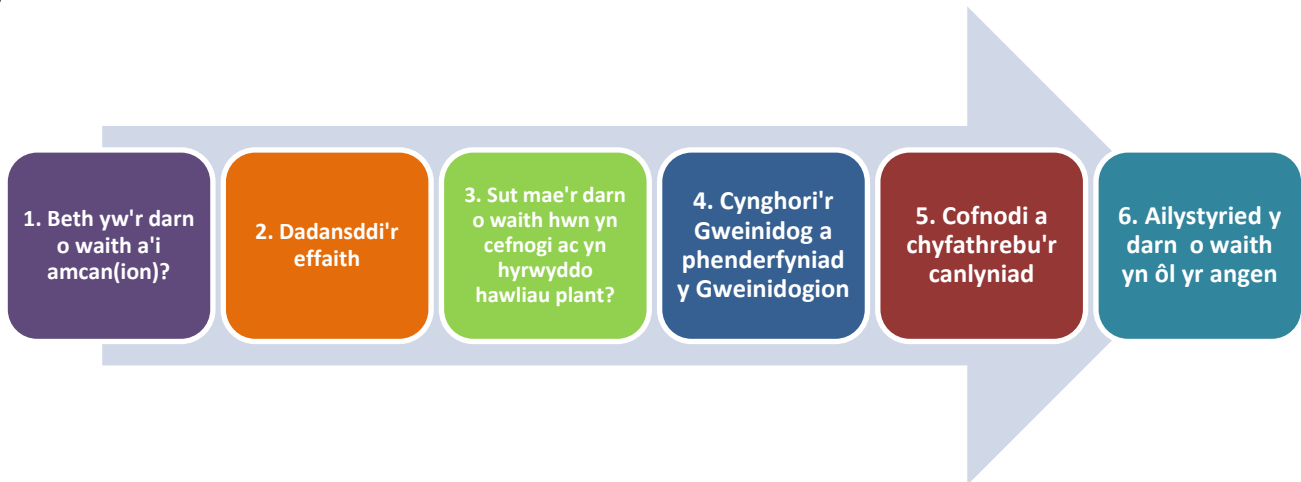 1. Beth yw'r darn
o waith a'i
amcan(ion)?
2. Dadansddi'r
effaith
3. Sut mae'r darn
o waith hwn yn
cefnogi ac yn
hyrwyddo
hawliau plant?
4. Cynghori'r
Gweinidog a
phenderfyniad
y Gweinidogion
5. Cofnodi a
chyfathrebu'r
canlyniad
6. Ailystyried y
darn o waith
yn ôl yr angen